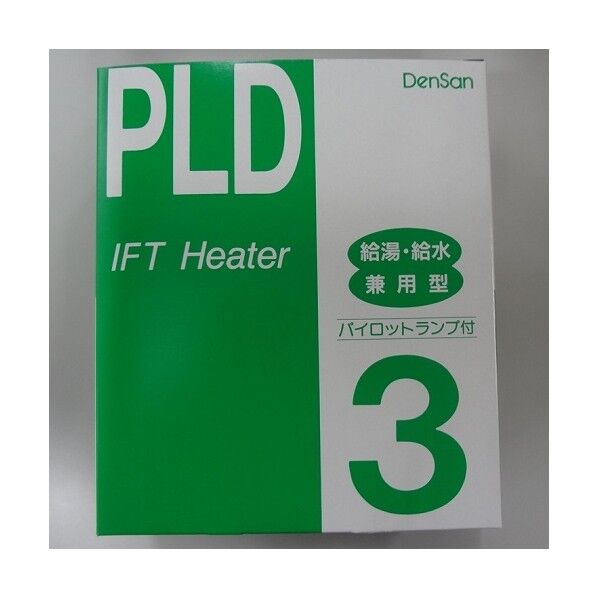 PLD
IFT Heater
DenSan
給湯・給水
兼用型
パイロットランプ付
3